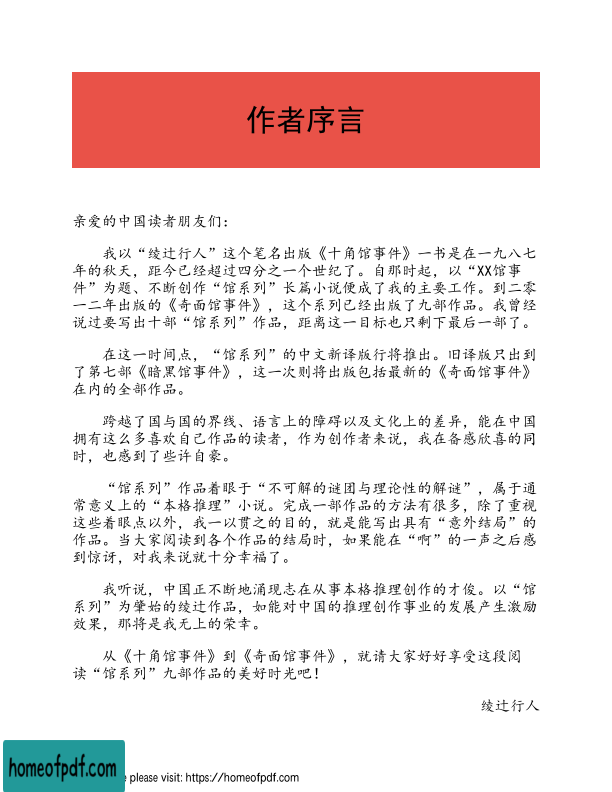 作者序言
亲爱的中国读者朋友们：
我以“绫辻行人”这个笔名出版《十角馆事件》一书是在一九八七
年的秋天，距今已经超过四分之一个世纪了。自那时起，以“XX馆事
件”为题、不断创作“馆系列”长篇小说便成了我的主要工作。到二零
一二年出版的《奇面馆事件》，这个系列已经出版了九部作品。我曾经
说过要写出十部“馆系列”作品，距离这一目标也只剩下最后一部了。
在这一时间点，“馆系列”的中文新译版行将推出。旧译版只出到
了第七部《暗黑馆事件》，这一次则将出版包括最新的《奇面馆事件》
在内的全部作品。
跨越了国与国的界线、语言上的障碍以及文化上的差异，能在中国
拥有这么多喜欢自己作品的读者，作为创作者来说，我在备感欣喜的同
时，也感到了些许自豪。
“馆系列”作品着眼于“不可解的谜团与理论性的解谜”，属于通
常意义上的“本格推理”小说。完成一部作品的方法有很多，除了重视
这些着眼点以外，我一以贯之的目的，就是能写出具有“意外结局”的
作品。当大家阅读到各个作品的结局时，如果能在“啊”的一声之后感
到惊讶，对我来说就十分幸福了。
我听说，中国正不断地涌现志在从事本格推理创作的才俊。以“馆
系列”为肇始的绫辻作品，如能对中国的推理创作事业的发展产生激励
效果，那将是我无上的荣幸。
从《十角馆事件》到《奇面馆事件》，就请大家好好享受这段阅
读“馆系列”九部作品的美好时光吧！
绫辻行人
homeofpdf.com
e please visit: https://homeofpdf.com